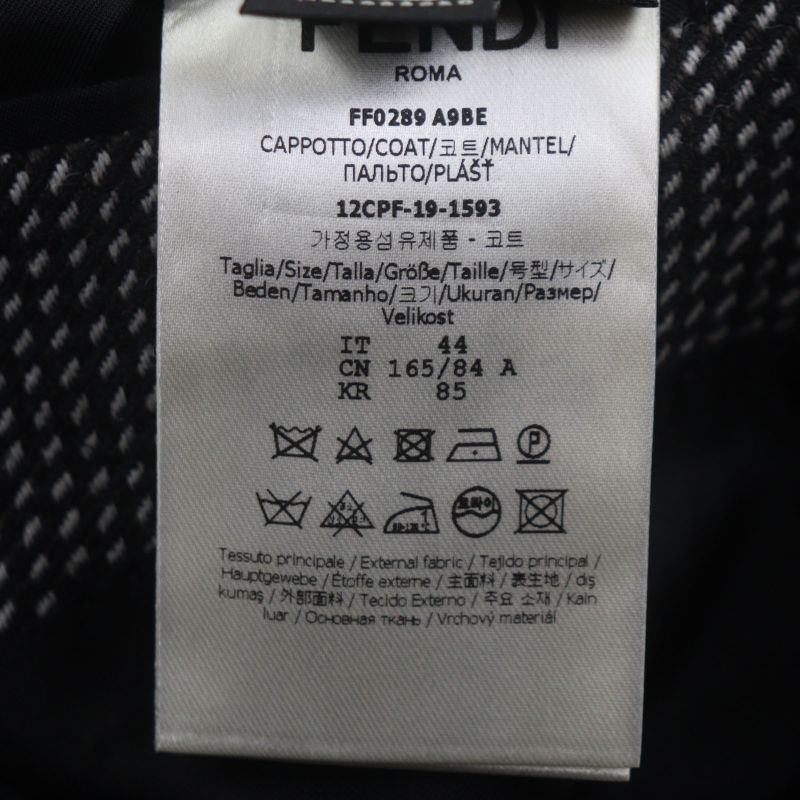 FENDI
ROMA
FF0289 A9BE
CAPPOTTO/COAT/코트/MANTEL/
ПАЛЬТО/PLÁŠŤ
12CPF-19-1593
가정용섬유제품 - 코트
Taglia/Size/Talla/Größe/Taille/号型/サイズ/
Beden/Tamanho/크기/Ukuran/Размер/
Velikost
IT 44
CN 165/84 A
KR 85
P
드라이
Tessuto principale / External fabric / Tejido principal /
Hauptgewebe / Étoffe externe / 主面料 / 表生地 / dış
kumaş / 外部面料 / Tecido Externo / 주요 소재 / Kain
luar / Основная ткань / Vrchový materiál